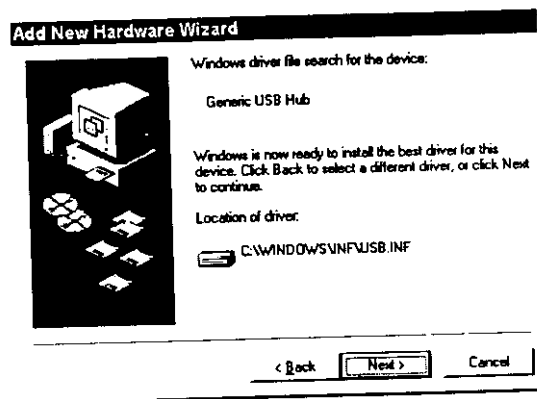 Add New Hardware Wizard
Windows driver file search for the device:
Generic USB Hub
Windows is now ready to install the best driver for this
device. Click Back to select a different driver, or click Next
to continue.
Location of driver:
C:\WINDOWS\INF\USB.INF
< Back Next > Cancel